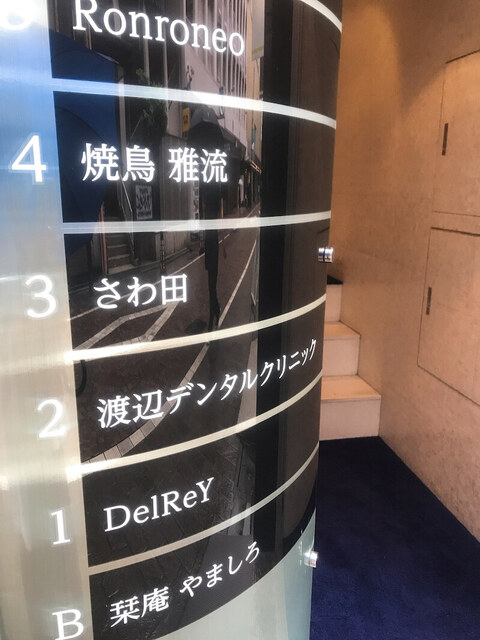 Ronroneo
4 焼鳥 雅流
3 さわ田
2 渡辺デンタルクリニック
1 DelReY
B 栞庵 やましろ